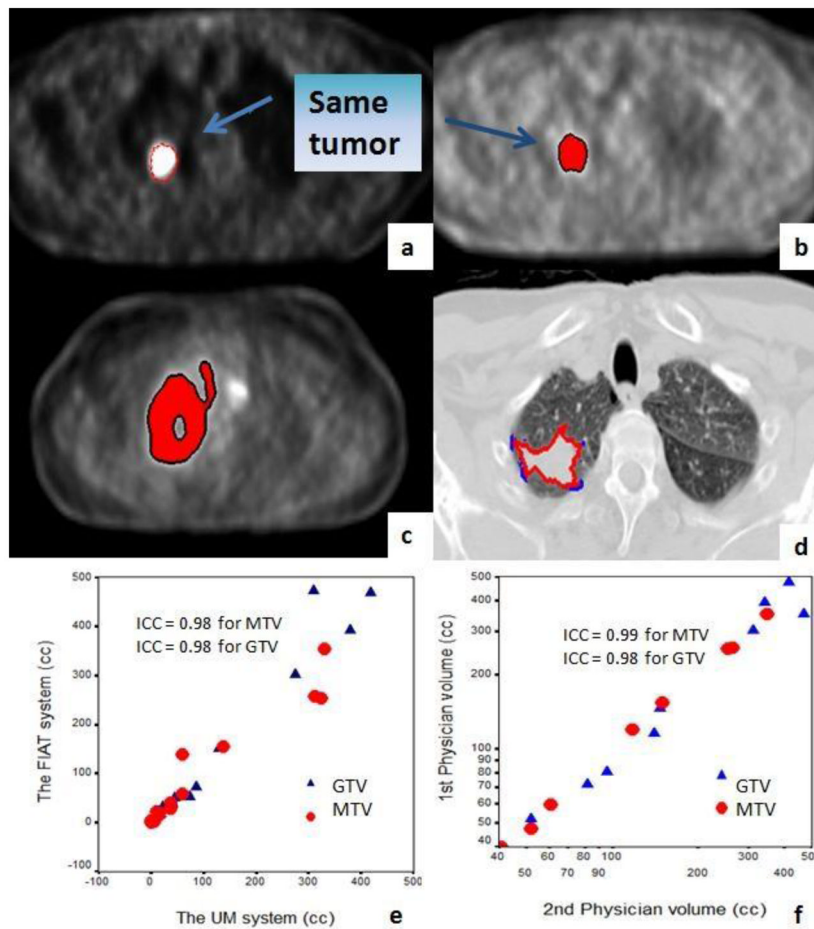 Same
tumor
a
b
c
d
500
400
300
200
100
0
-100
-100
0
100
200
300
400
500
The FIAT system (cc)
ICC = 0.98 for MTV
ICC = 0.98 for GTV
GTV
MTV
The UM system (cc)
e
500
400
300
100
90
80
70
60
50
40
40
50
60
70
80
90
100
200
300
400
50
1st Physician volume (cc)
ICC = 0.99 for MTV
ICC = 0.98 for GTV
GTV
MTV
2nd Physician volume (cc)
f